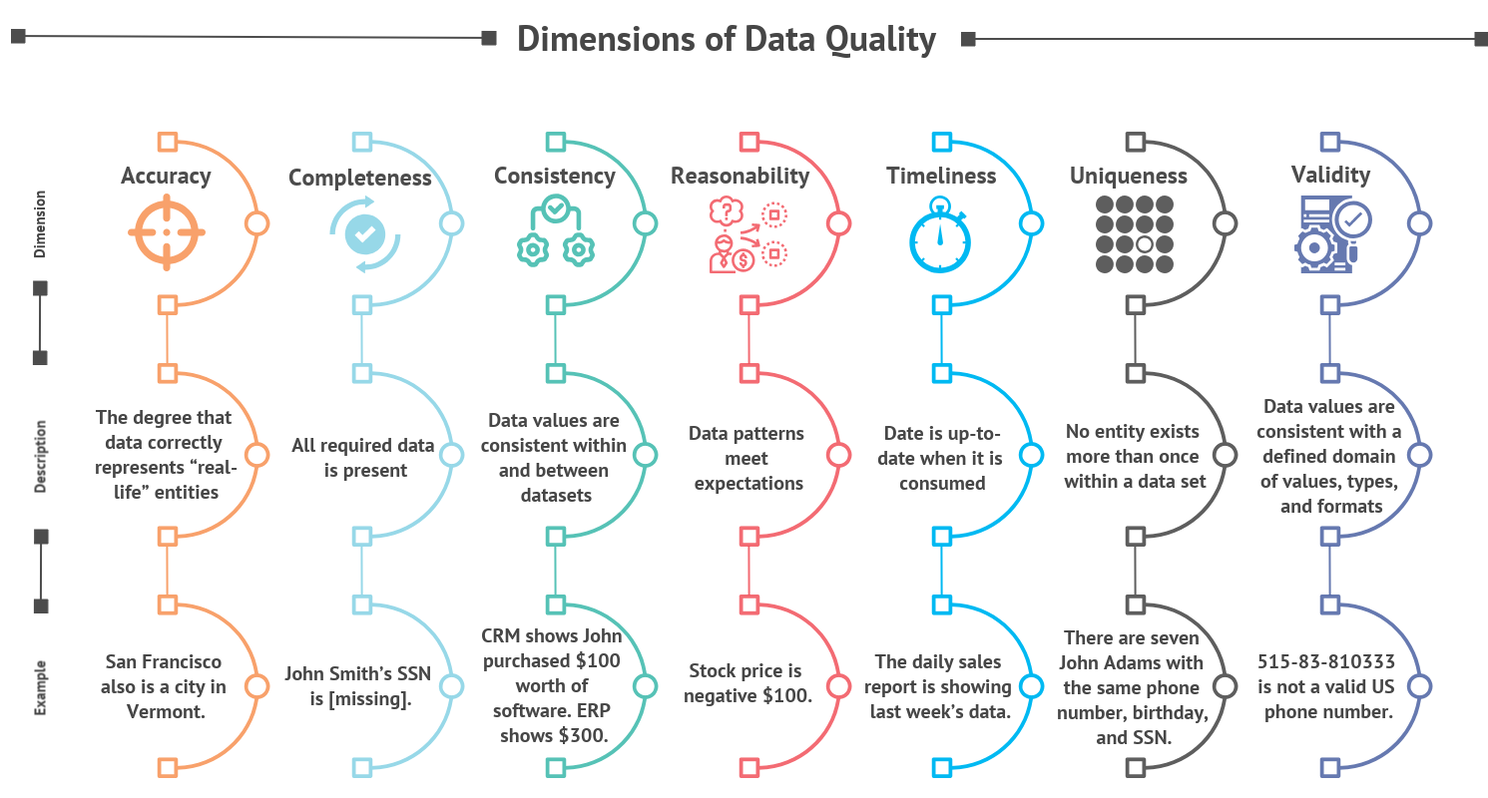 Dimensions of Data Quality
Dimension
Accuracy
Completeness
Consistency
Reasonability
Timeliness
Uniqueness
Validity
?
$
Description
The degree that
data correctly
represents “real-
life” entities
All required data
is present
Data values are
consistent within
and between
datasets
Data patterns
meet
expectations
Date is up-to-
date when it is
consumed
No entity exists
more than once
within a data set
Data values are
consistent with a
defined domain
of values, types,
and formats
Example
San Francisco
also is a city in
Vermont.
John Smith’s SSN
is [missing].
CRM shows John
purchased $100
worth of
software. ERP
shows $300.
Stock price is
negative $100.
The daily sales
report is showing
last week’s data.
There are seven
John Adams with
the same phone
number, birthday,
and SSN.
515-83-810333
is not a valid US
phone number.